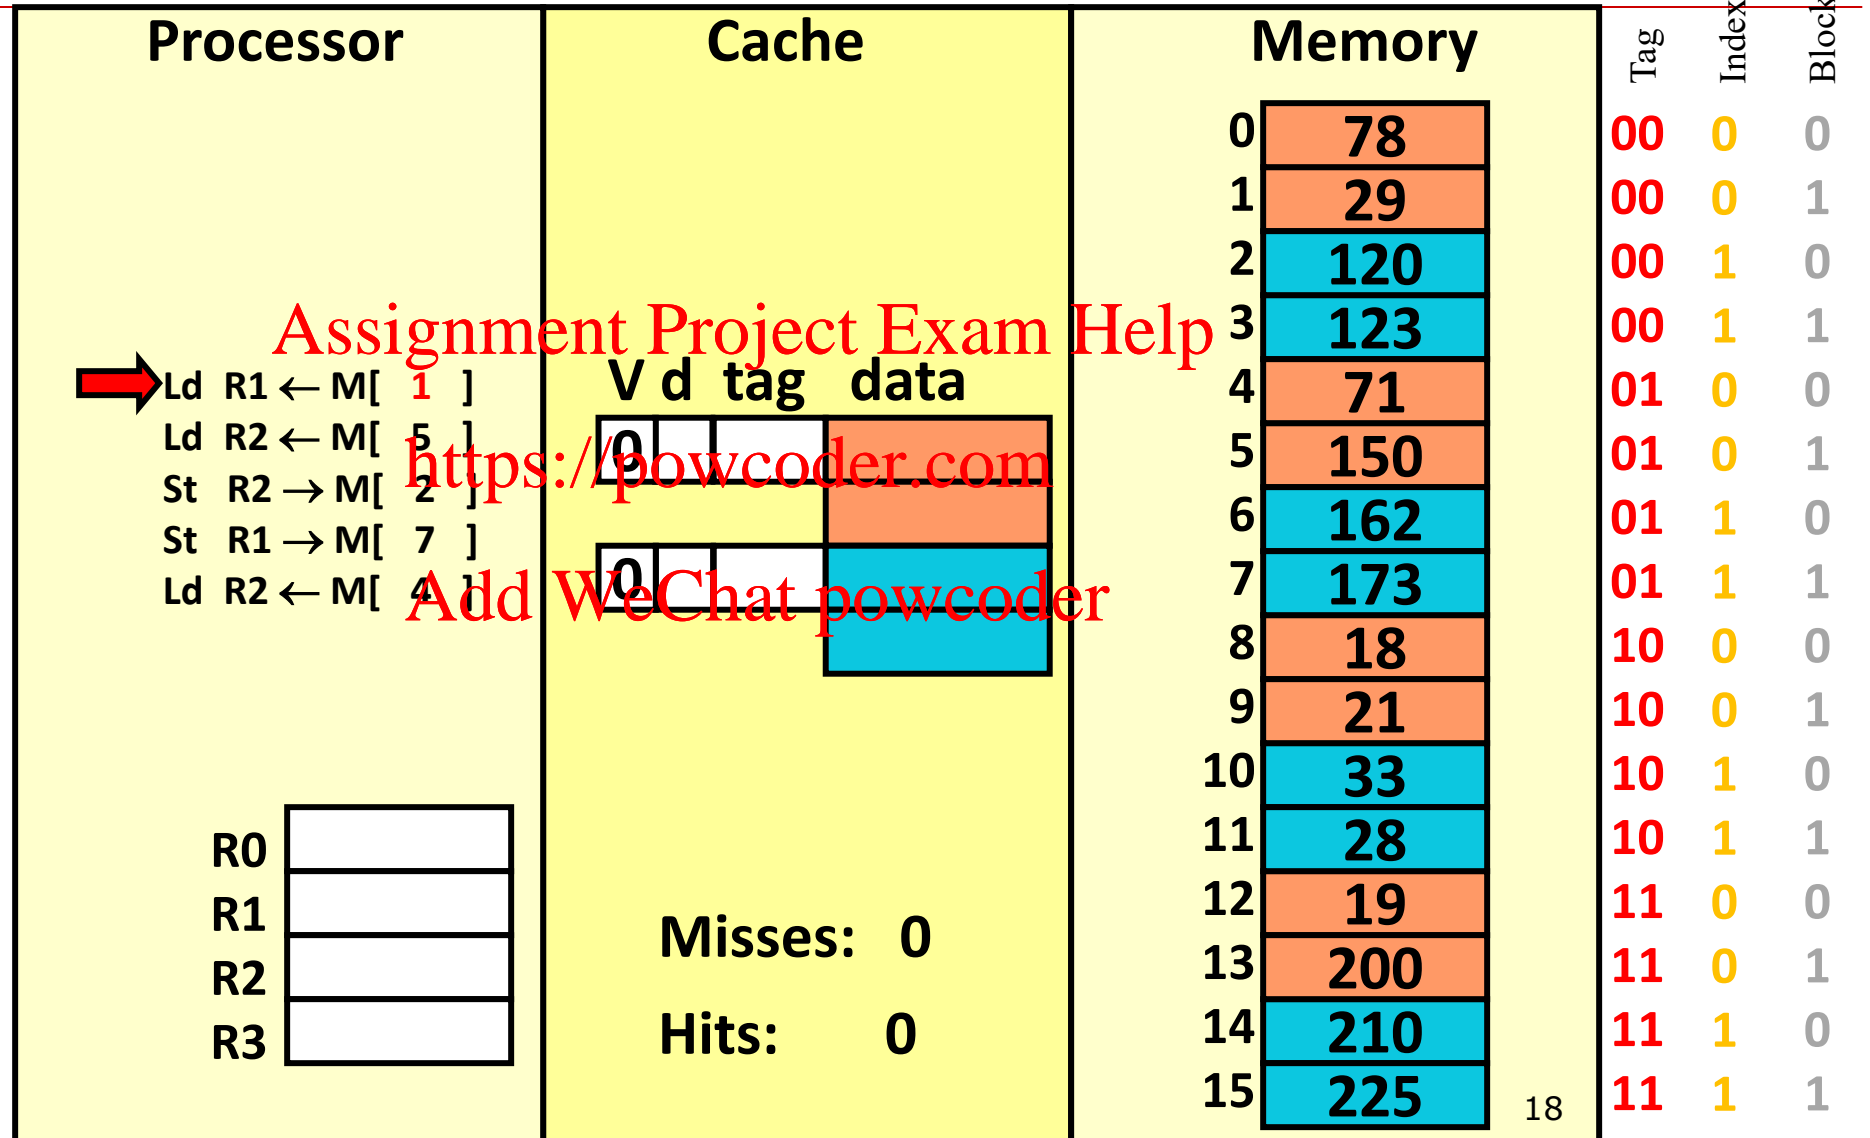 Processor
Cache
Memory
Tag
Index
Block
0 78 00 0 0
1 29 00 0 1
2 120 00 1 0
3 123 00 1 1
4 71 01 0 0
5 150 01 0 1
6 162 01 1 0
7 173 01 1 1
8 18 10 0 0
9 21 10 0 1
10 33 10 1 0
11 28 10 1 1
12 19 11 0 0
13 200 11 0 1
14 210 11 1 0
15 225 11 1 1
Assignment Project Exam Help
Ld R1 ← M[ 1 ]
Ld R2 ← M[ 5 ]
St R2 → M[ 2 ]
St R1 → M[ 7 ]
Ld R2 ← M[ 4 ]
V d tag data
0
0
https://powcoder.com
Add WeChat powcoder
R0
R1
R2
R3
Misses: 0
Hits: 0
18